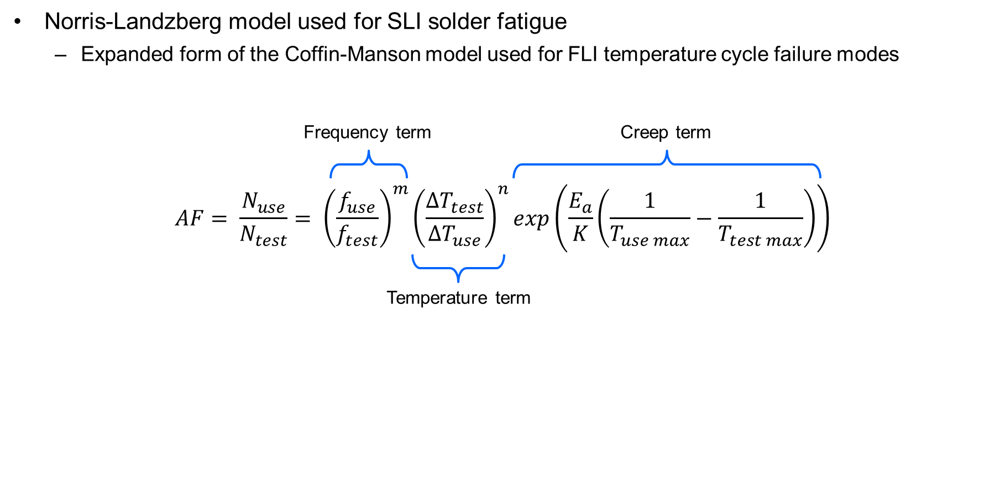 • Norris-Landzberg model used for SLI solder fatigue
– Expanded form of the Coffin-Manson model used for FLI temperature cycle failure modes
Frequency term
Creep term
AF = N_use / N_test = (f_use / f_test)^m (ΔT_test / ΔT_use)^n exp(E_a / K (1 / T_use max − 1 / T_test max))
Temperature term